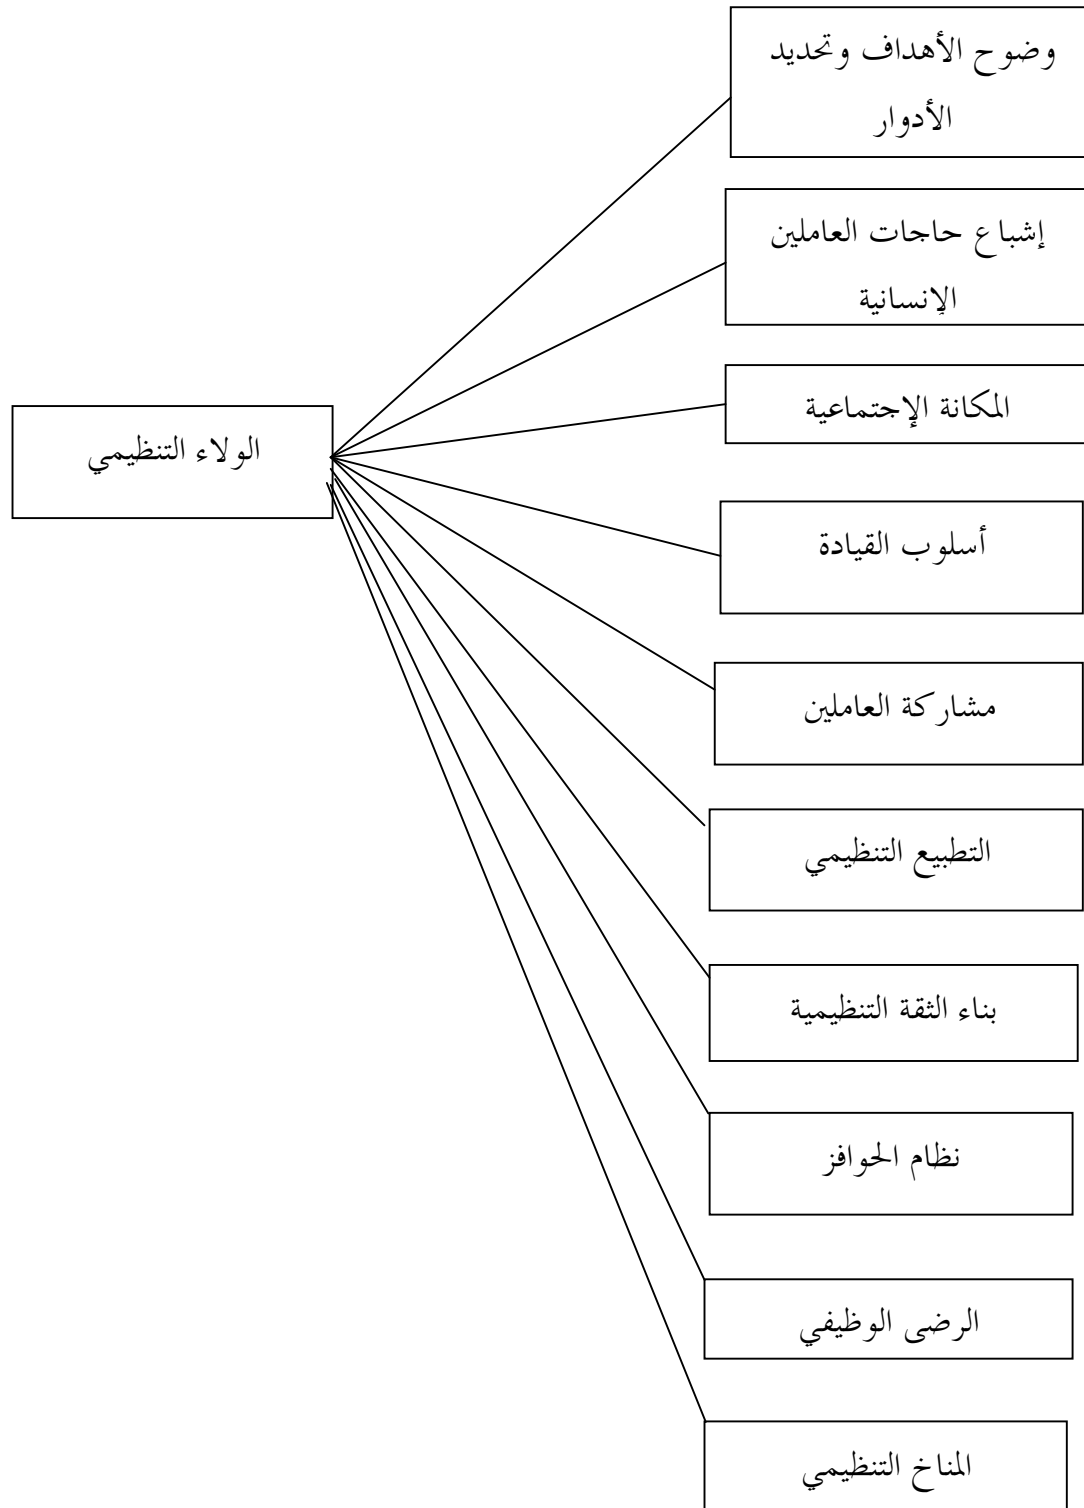 وضوح الأهداف وتحديد
الأدوار
إشباع حاجات العاملين
الإنسانية
المكانة الإجتماعية
الولاء التنظيمي
أسلوب القيادة
مشاركة العاملين
التطبيع التنظيمي
بناء الثقة التنظيمية
نظام الحوافز
الرضى الوظيفي
المناخ التنظيمي